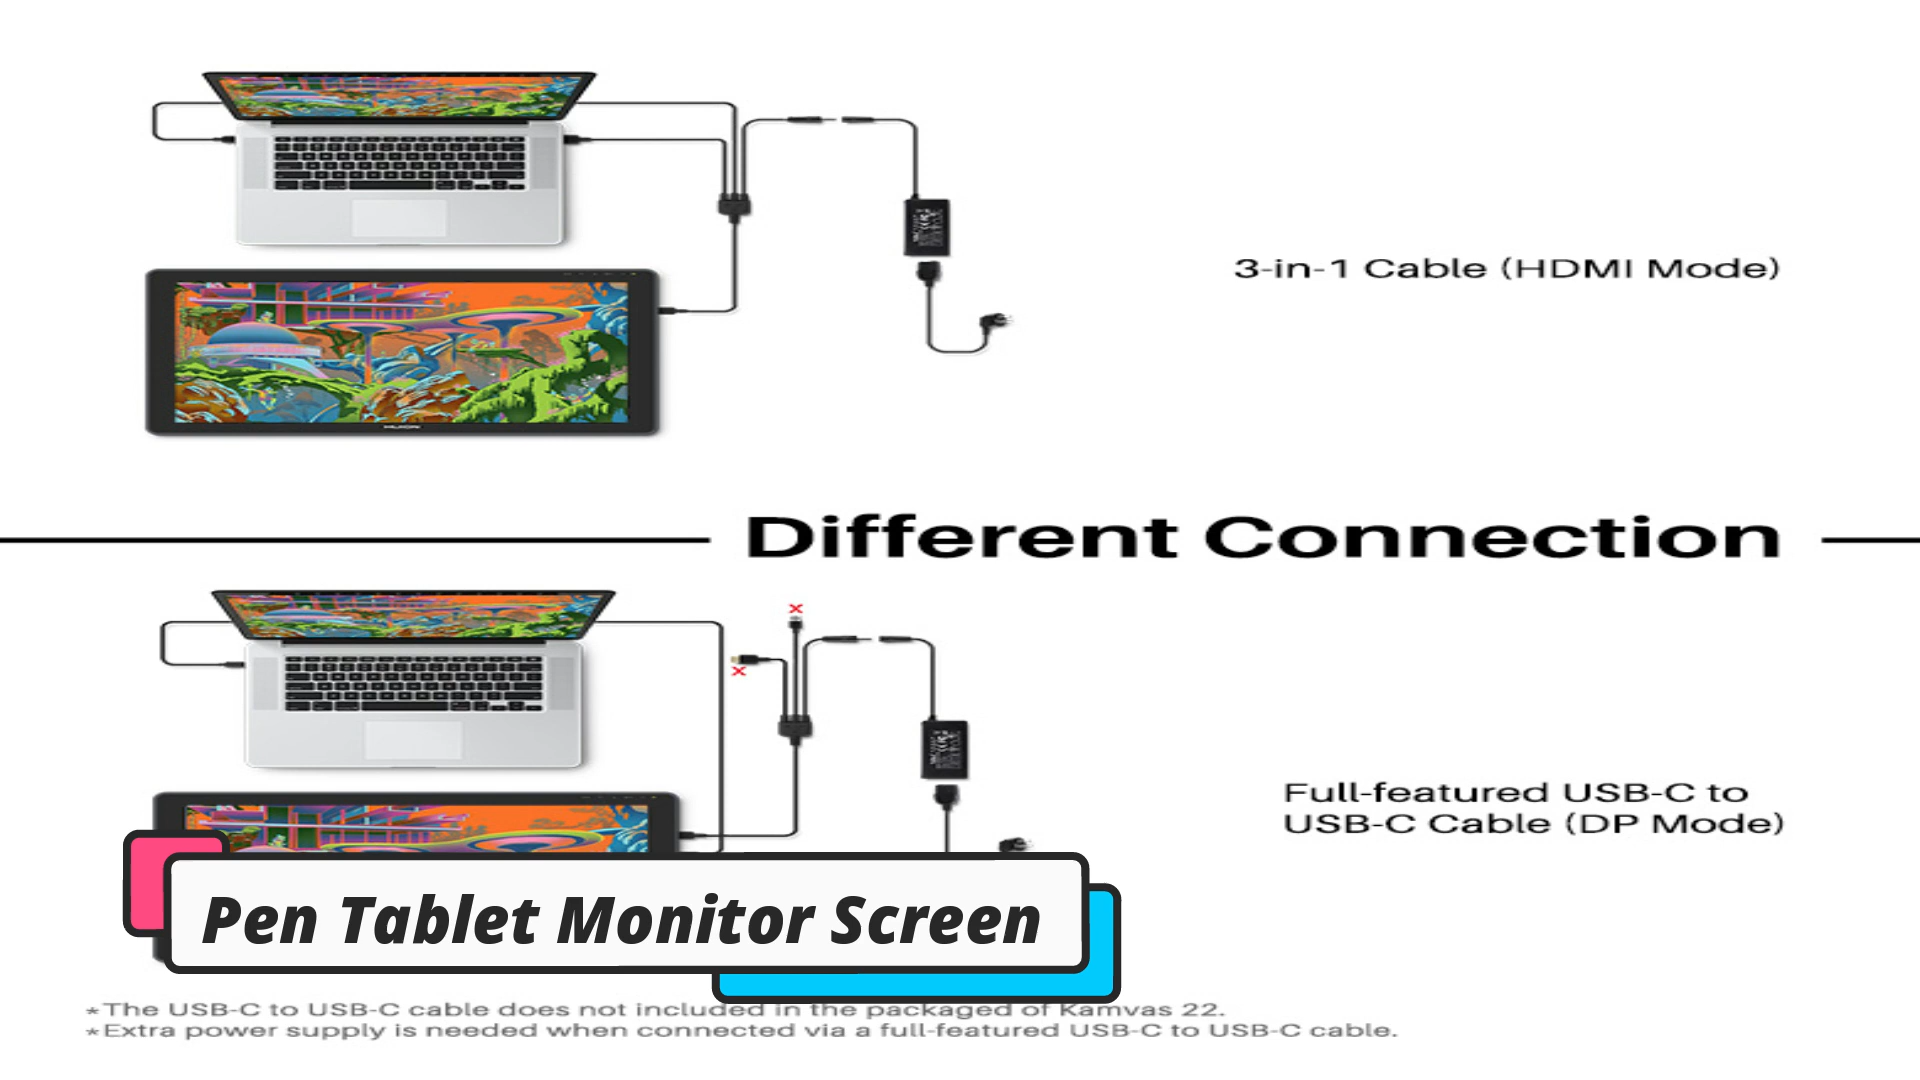 HUION
3-in-1 Cable (HDMI Mode)
Different Connection
Full-featured USB-C to
USB-C Cable (DP Mode)
Pen Tablet Monitor Screen
*The USB-C to USB-C cable does not included in the packaged of Kamvas 22.
*Extra power supply is needed when connected via a full-featured USB-C to USB-C cable.